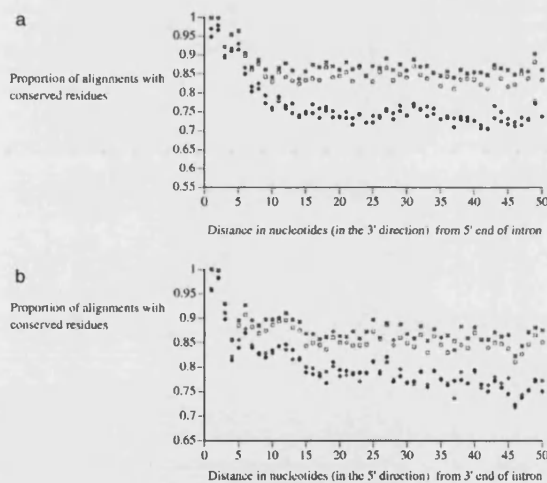 a
1
0.95
0.9
Proportion of alignments with
conserved residues
0.85
0.8
0.75
0.7
0.65
0.6
0.55
0 5 10 15 20 25 30 35 40 45 50
Distance in nucleotides (in the 3' direction) from 5' end of intron
b
1
0.95
Proportion of alignments with
conserved residues
0.9
0.85
0.8
0.75
0.7
0.65
0 5 10 15 20 25 30 35 40 45 50
Distance in nucleotides (in the 5' direction) from 3' end of intron